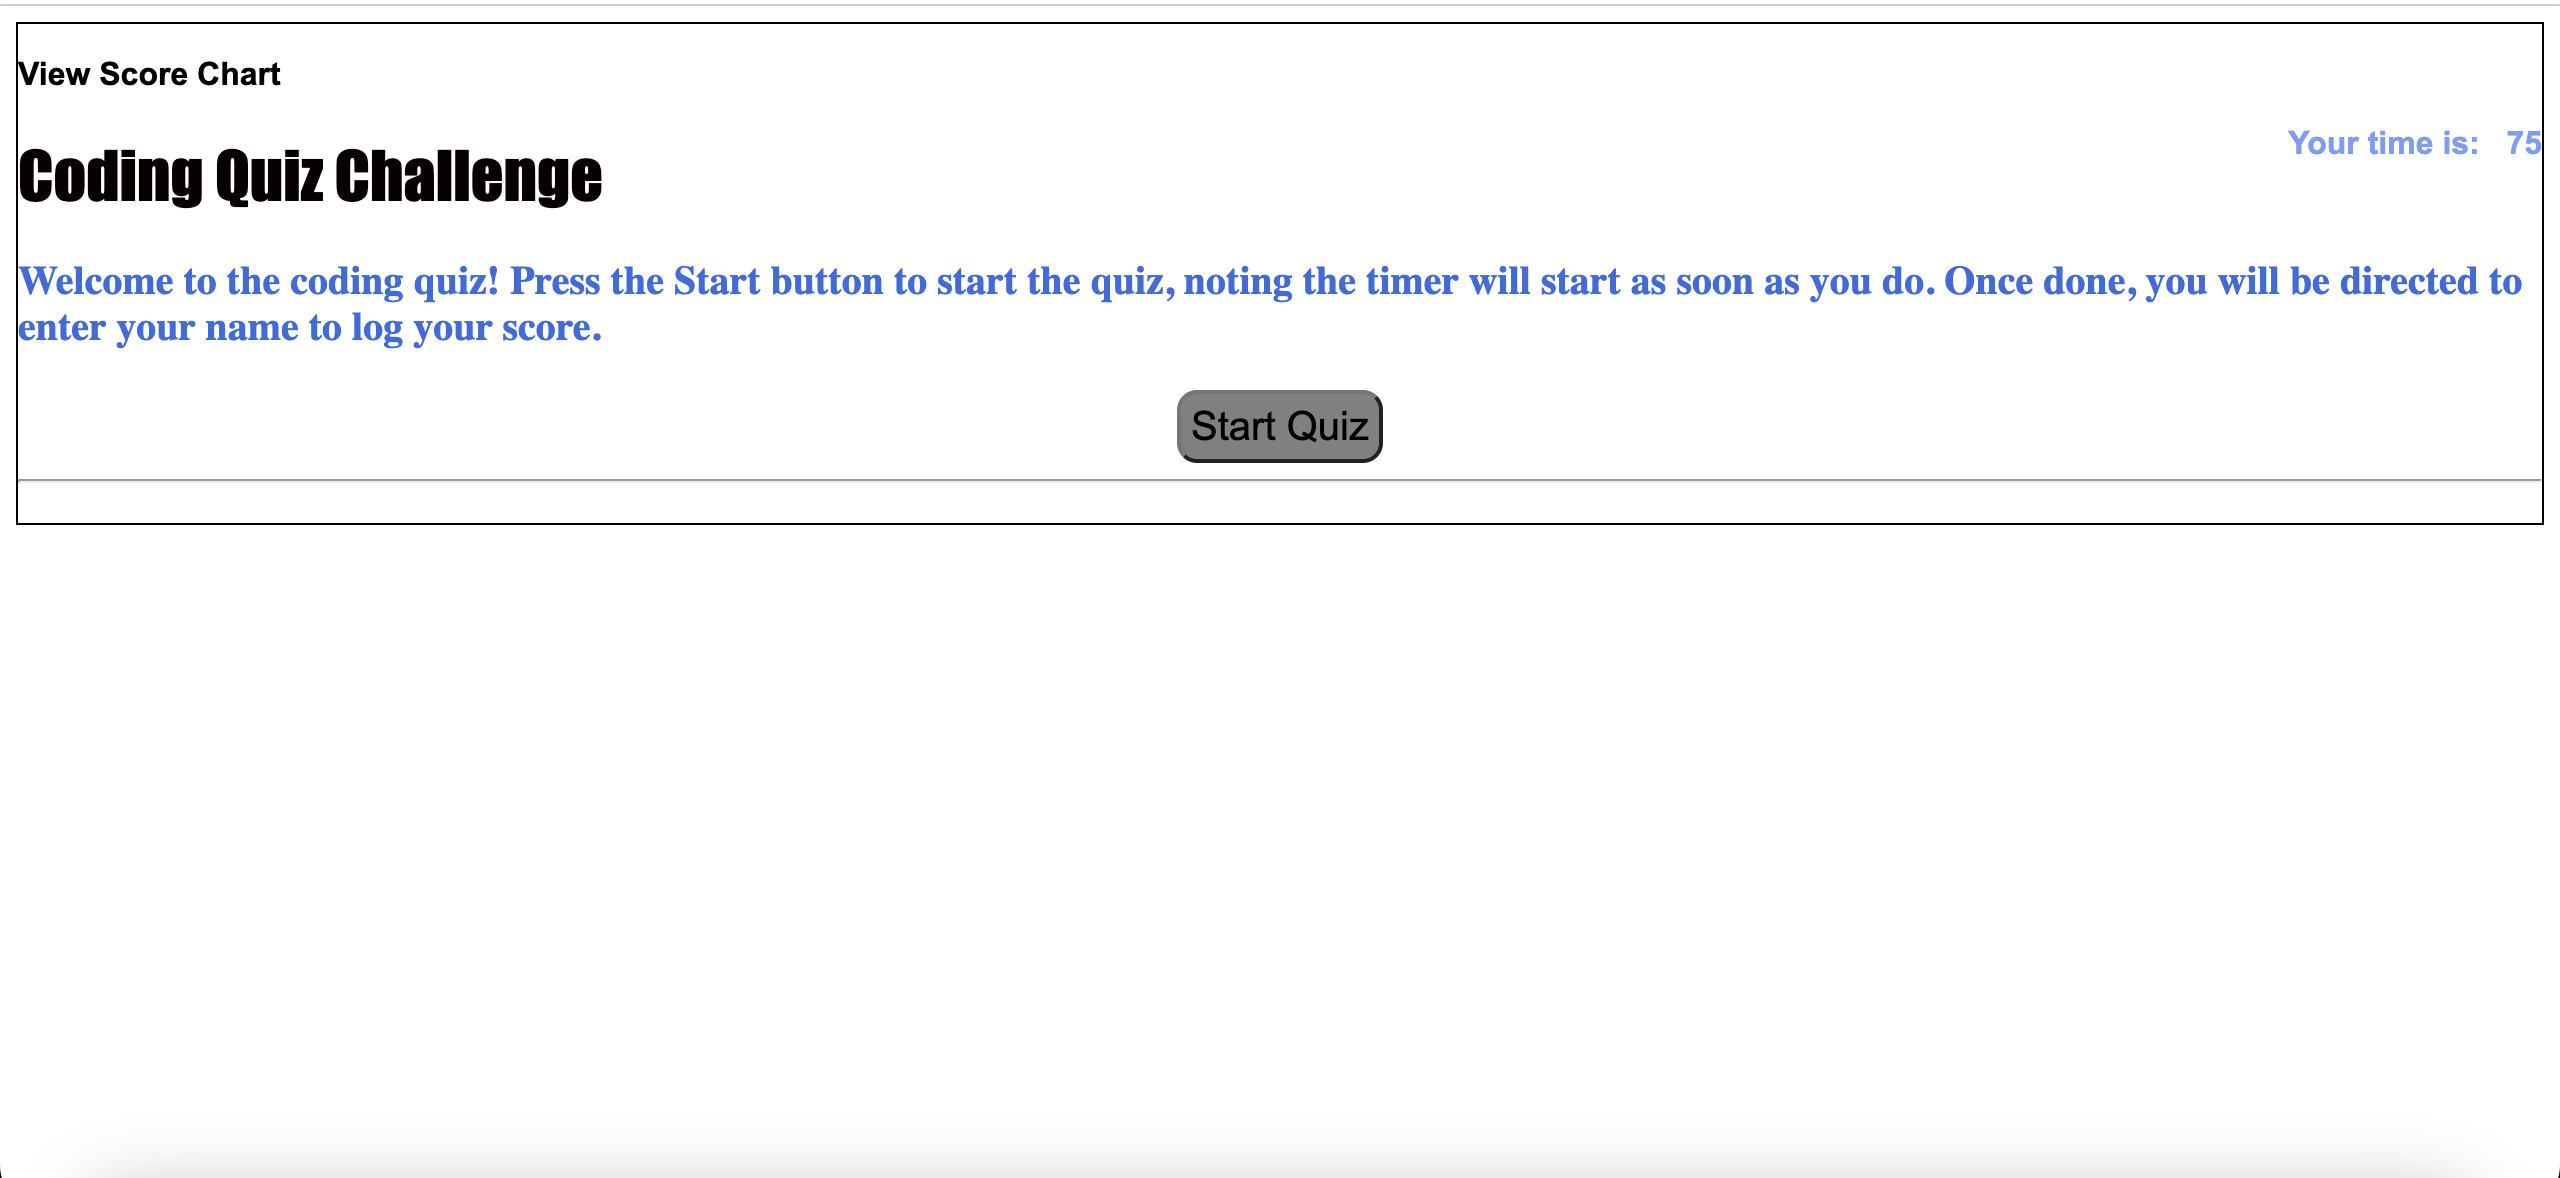 View Score Chart
Your time is: 75
Coding Quiz Challenge
Welcome to the coding quiz! Press the Start button to start the quiz, noting the timer will start as soon as you do. Once done, you will be directed to
enter your name to log your score.
Start Quiz